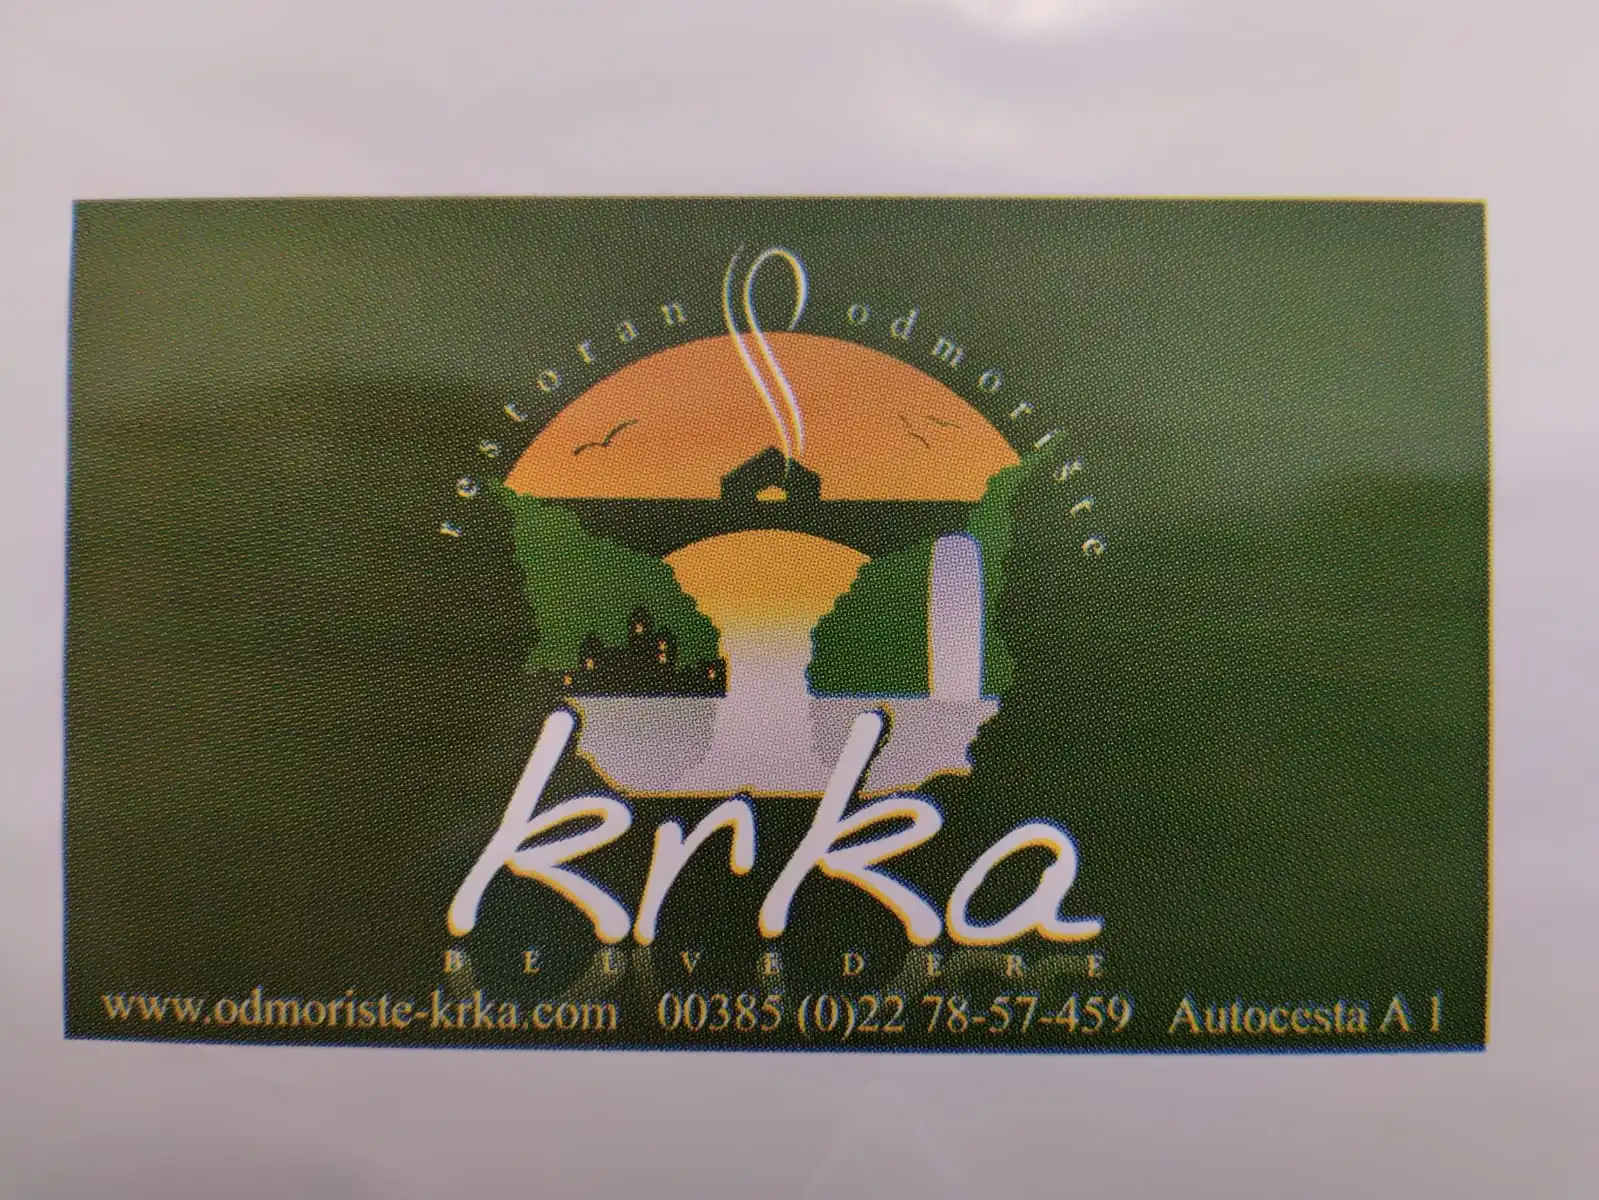 restoran odmorište
krka
BELVEDERE
www.odmoriste-krka.com 00385 (0)22 78-57-459 Autocesta A 1